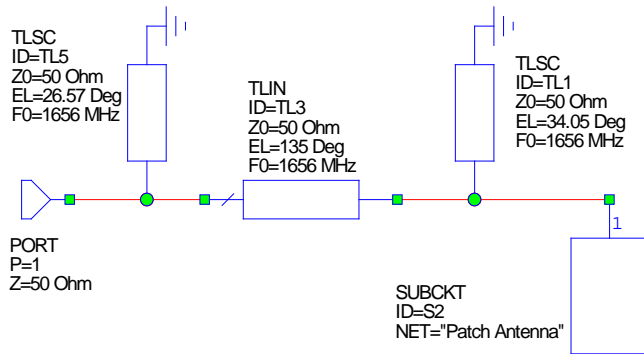 TLSC
ID=TL5
Z0=50 Ohm
EL=26.57 Deg
F0=1656 MHz
TLIN
ID=TL3
Z0=50 Ohm
EL=135 Deg
F0=1656 MHz
TLSC
ID=TL1
Z0=50 Ohm
EL=34.05 Deg
F0=1656 MHz
PORT
P=1
Z=50 Ohm
1
SUBCKT
ID=S2
NET="Patch Antenna"